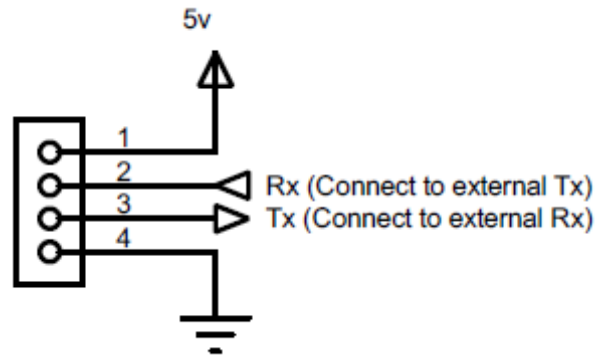 5v
1
2
Rx (Connect to external Tx)
3
Tx (Connect to external Rx)
4